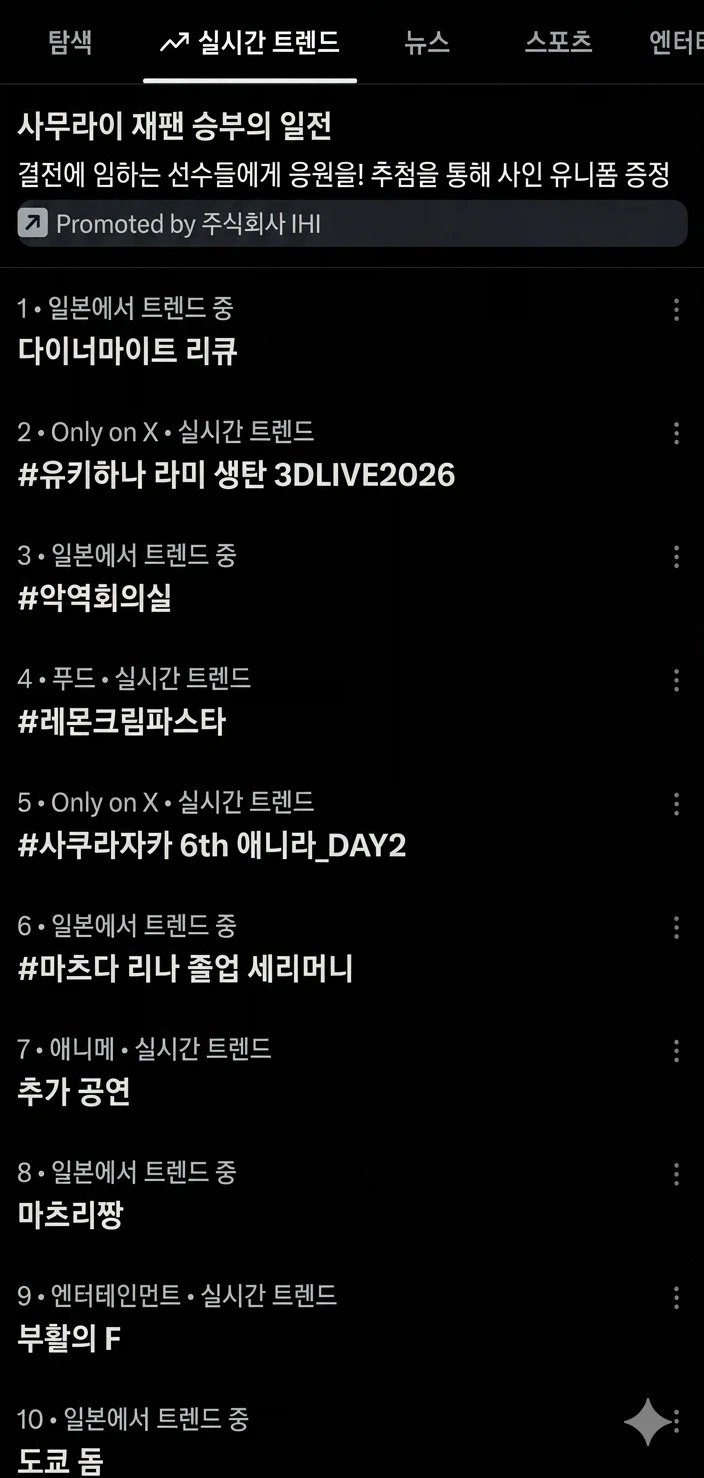 탐색
실시간 트렌드
뉴스
스포츠
사무라이 재팬 승부의 일전
결전에 임하는 선수들에게 응원을! 추첨을 통해 사인 유니폼 증정
Promoted by 주식회사 IHI
1 • 일본에서 트렌드 중
다이너마이트 리큐
2 • Only on X • 실시간 트렌드
#유키하나 라미 생탄 3DLIVE2026
3 • 일본에서 트렌드 중
#악역회의실
4 • 푸드 • 실시간 트렌드
#레몬크림파스타
5 • Only on X • 실시간 트렌드
#사쿠라자카 6th 애니라_DAY2
6 • 일본에서 트렌드 중
#마츠다 리나 졸업 세리머니
7 • 애니메 • 실시간 트렌드
추가 공연
8 • 일본에서 트렌드 중
마츠리짱
9 • 엔터테인먼트 • 실시간 트렌드
부활의 F
10 • 일본에서 트렌드 중
도쿄 돔